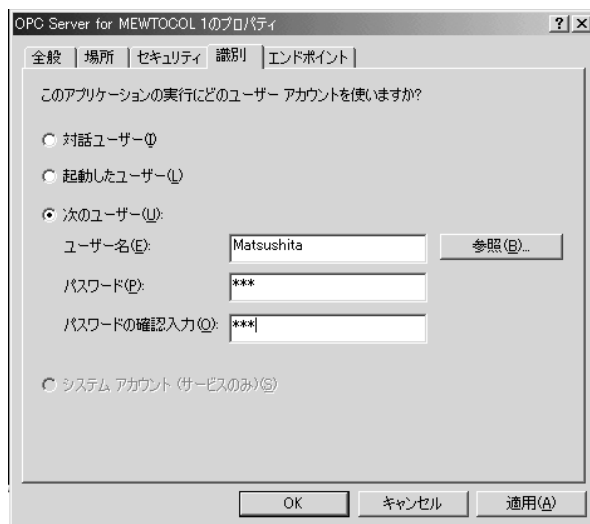 OPC Server for MEWTOCOL 1のプロパティ
全般 場所 セキュリティ 識別 エンドポイント
このアプリケーションの実行にどのユーザー アカウントを使いますか?
対話ユーザー(I)
起動したユーザー(L)
次のユーザー(U):
ユーザー名(E): Matsushita 参照(B)...
パスワード(P): ***
パスワードの確認入力(O): ***
システム アカウント (サービスのみ)(S)
OK キャンセル 適用(A)